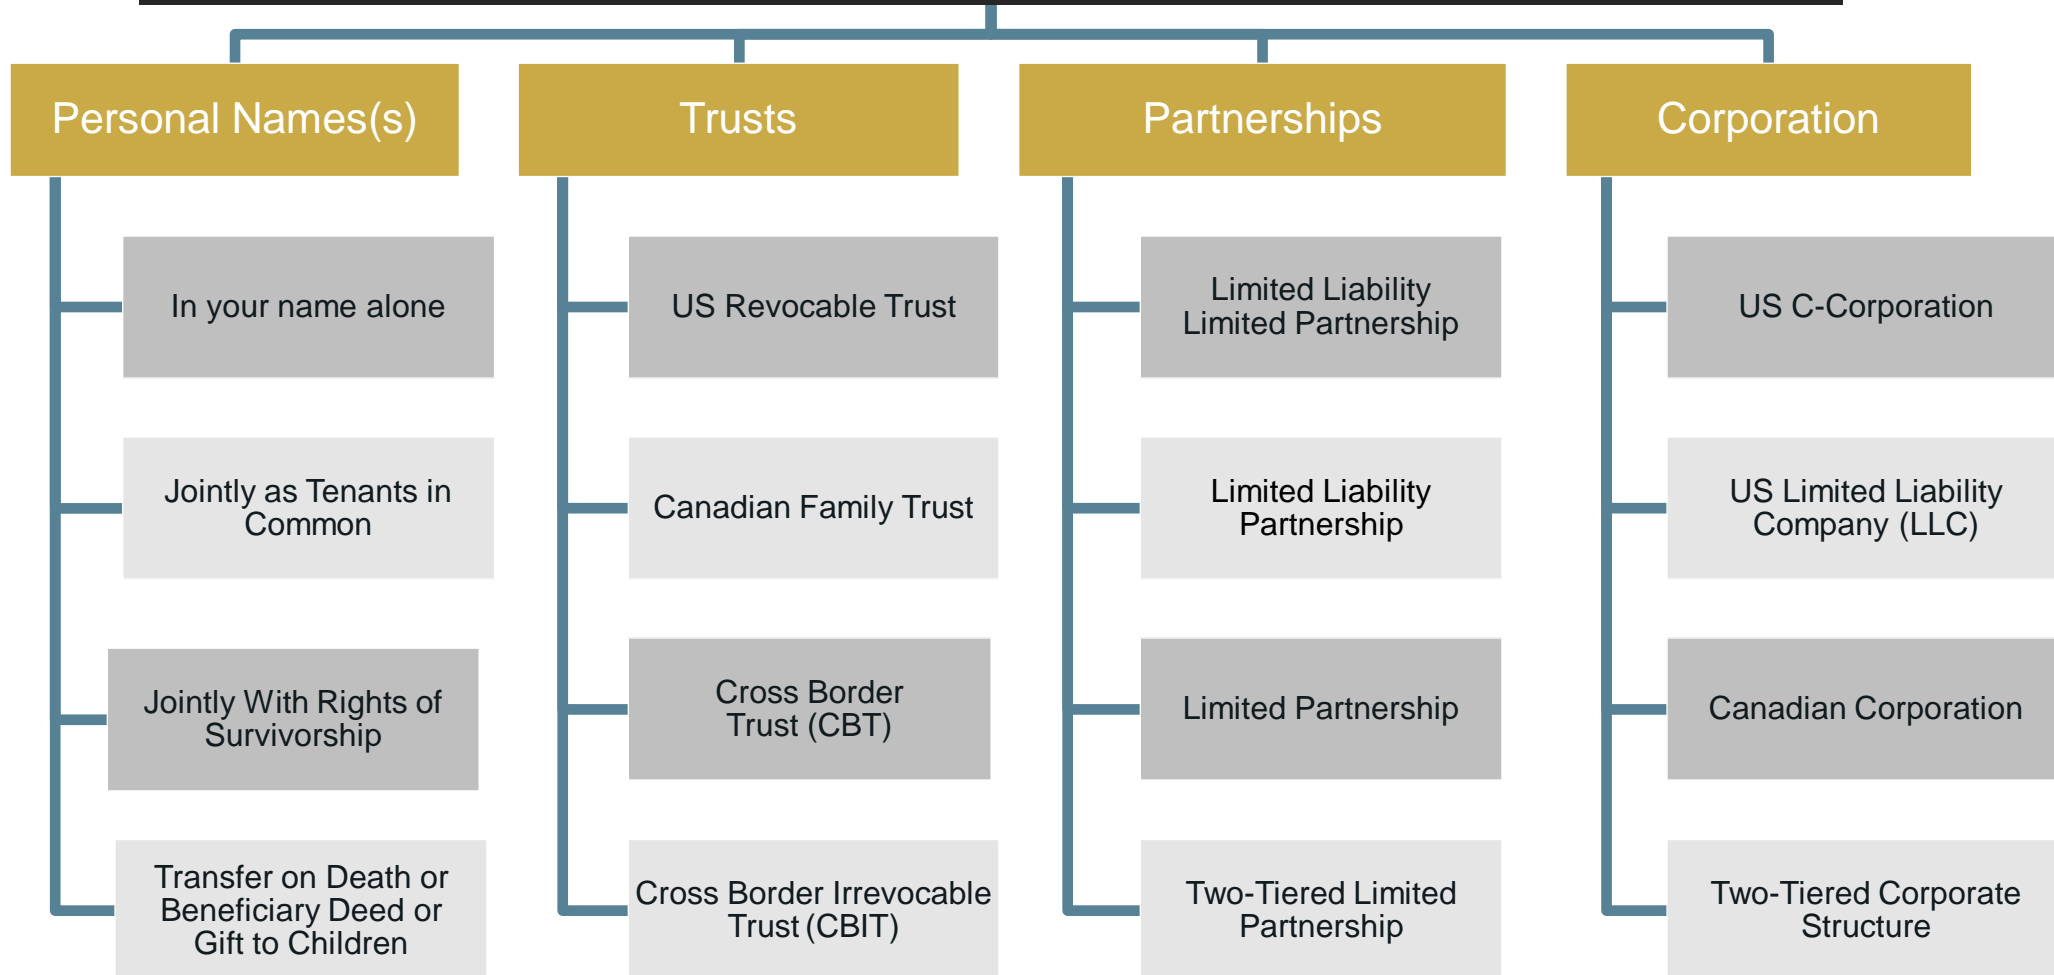 Personal Names(s)
In your name alone
Jointly as Tenants in
Common
Jointly With Rights of
Survivorship
Transfer on Death or
Beneficiary Deed or
Gift to Children
Trusts
US Revocable Trust
Canadian Family Trust
Cross Border
Trust (CBT)
Cross Border Irrevocable
Trust (CBIT)
Partnerships
Limited Liability
Limited Partnership
Limited Liability
Partnership
Limited Partnership
Two-Tiered Limited
Partnership
Corporation
US C-Corporation
US Limited Liability
Company (LLC)
Canadian Corporation
Two-Tiered Corporate
Structure